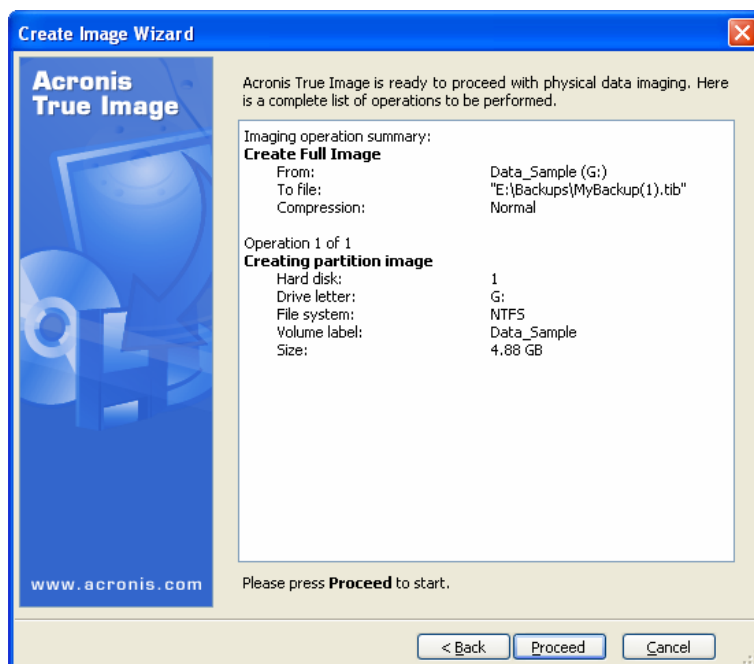 Create Image Wizard
Acronis
True Image
Acronis True Image is ready to proceed with physical data imaging. Here
is a complete list of operations to be performed.
Imaging operation summary:
Create Full Image
From: Data_Sample (G:)
To file: "E:\Backups\MyBackup(1).tib"
Compression: Normal
Operation 1 of 1
Creating partition image
Hard disk: 1
Drive letter: G:
File system: NTFS
Volume label: Data_Sample
Size: 4.88 GB
www.acronis.com
Please press Proceed to start.
< Back Proceed Cancel